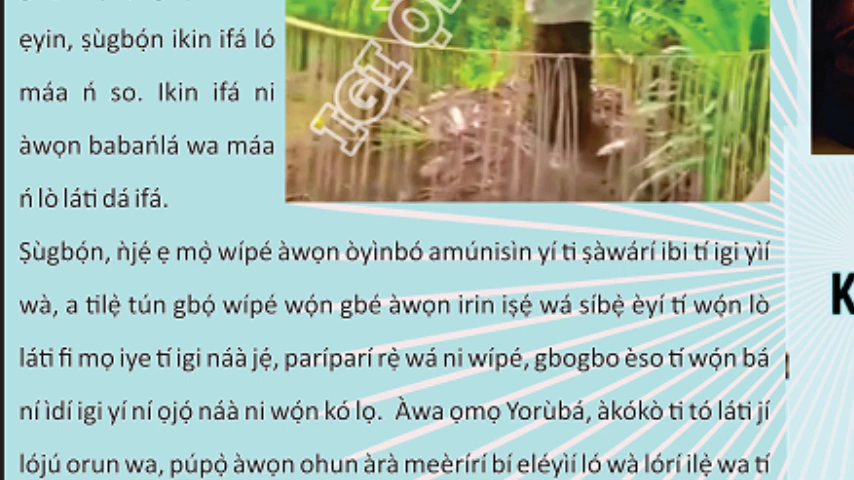 ẹyin, ṣùgbọ́n ikin ifá ló
máa ń so. Ikin ifá ni
àwọn babańlá wa máa
ń lò láti dá ifá.
IGI Ọ
Ṣùgbọ́n, ǹjẹ́ ẹ mọ̀ wípé àwọn òyìnbó amúnisìn yí ti ṣàwárí ibi tí igi yìí
wà, a tilẹ̀ tún gbọ́ wípé wọ́n gbé àwọn irin iṣẹ́ wá síbẹ̀ èyí tí wọ́n lò
láti fi mọ iye tí igi náà jẹ́, paríparí rẹ̀ wá ni wípé, gbogbo èso tí wọ́n bá
ní ìdí igi yí ní ọjọ́ náà ni wọ́n kó lọ. Àwa ọmọ Yorùbá, àkókò ti tó láti jí
lójú orun wa, púpọ̀ àwọn ohun àrà meèrírí bí eléyìí ló wà lórí ilẹ̀ wa tí
K